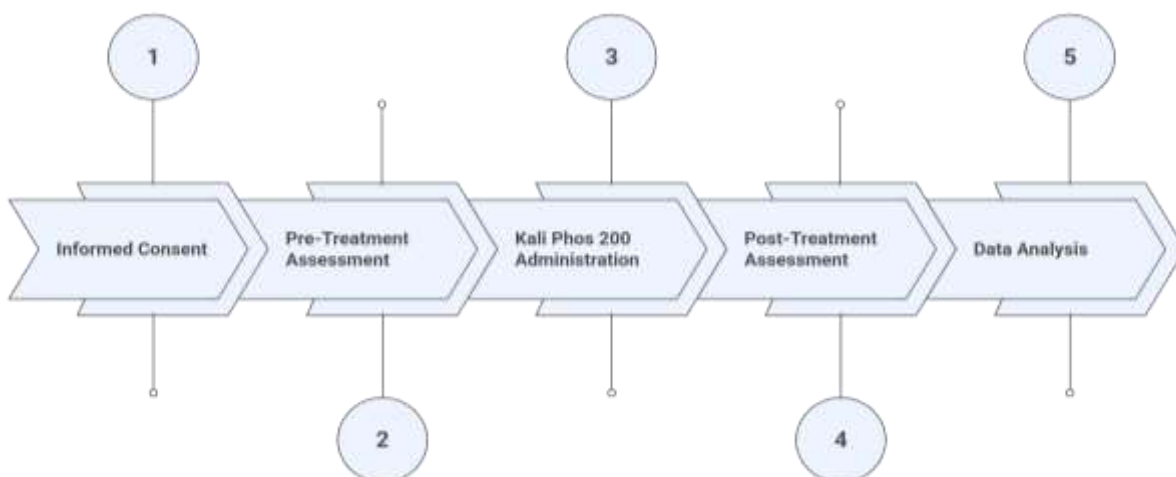 1
3
5
Informed Consent
Pre-Treatment
Assessment
Kali Phos 200
Administration
Post-Treatment
Assessment
Data Analysis
2
4